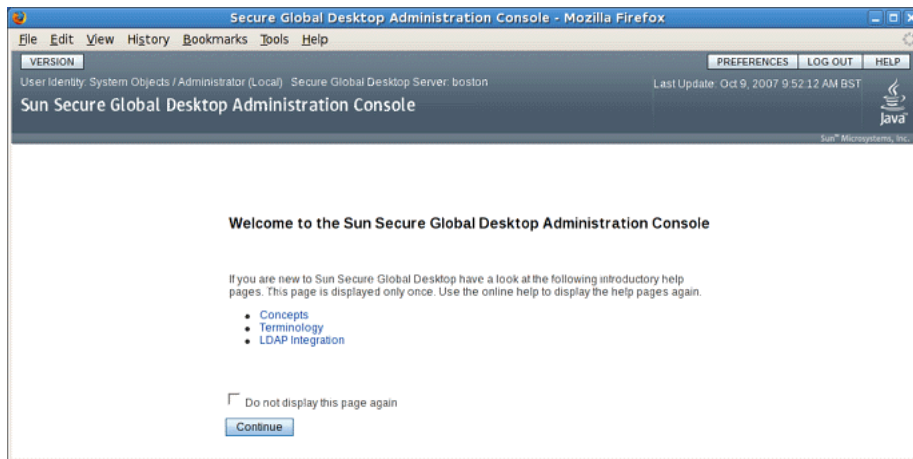 Secure Global Desktop Administration Console - Mozilla Firefox
File Edit View History Bookmarks Tools Help
VERSION PREFERENCES LOG OUT HELP
User Identity: System Objects / Administrator (Local) Secure Global Desktop Server: boston Last Update: Oct 9, 2007 9:52:12 AM BST
Sun Secure Global Desktop Administration Console
Java™
Sun™ Microsystems, Inc.
Welcome to the Sun Secure Global Desktop Administration Console
If you are new to Sun Secure Global Desktop have a look at the following introductory help
pages. This page is displayed only once. Use the online help to display the help pages again.
• Concepts
• Terminology
• LDAP Integration
Do not display this page again
Continue